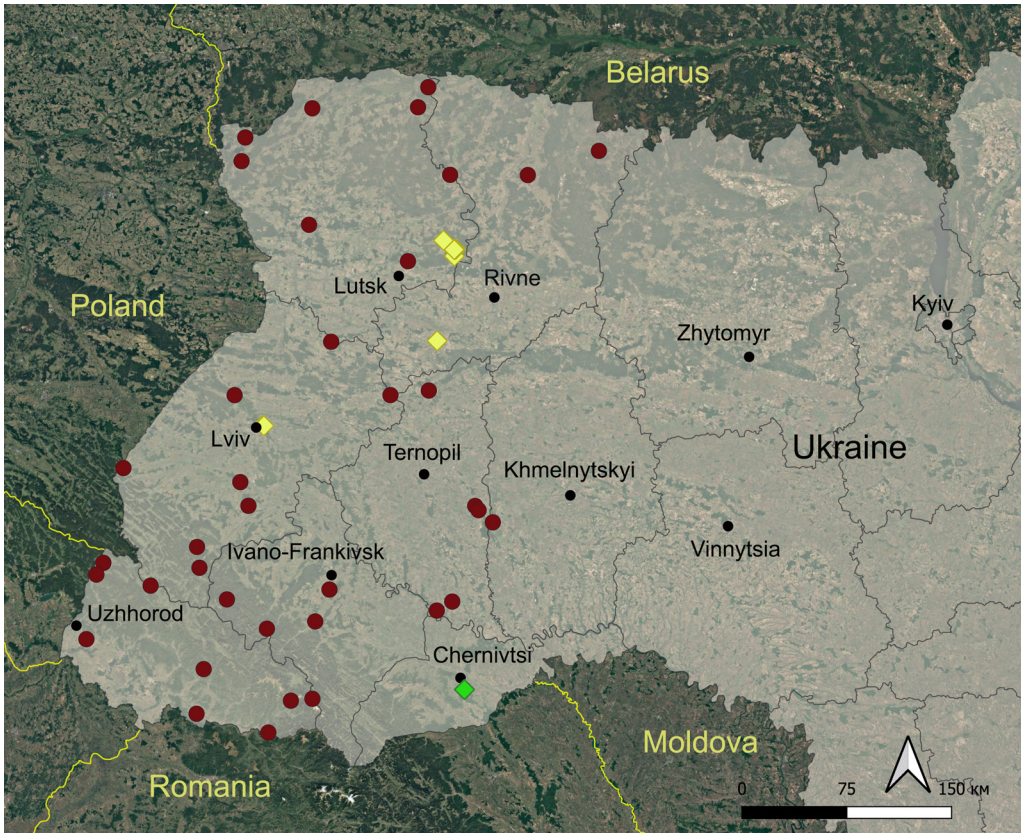 Belarus
Poland
Lutsk
Rivne
Kyiv
Zhytomyr
Lviv
Ternopil
Khmelnytskyi
Ukraine
Ivano-Frankivsk
Vinnytsia
Uzhhorod
Chernivtsi
Moldova
Romania
0 75 150 км